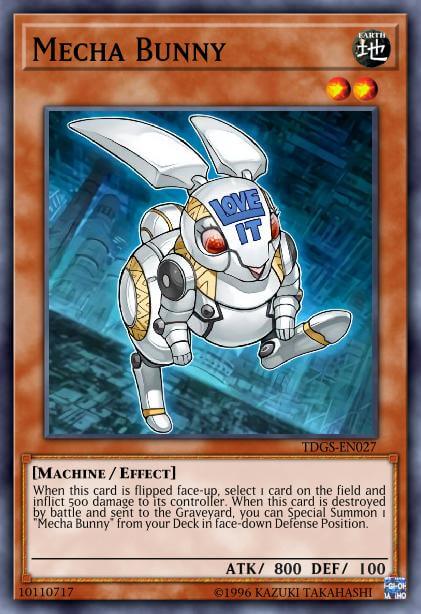 MECHA BUNNY
EARTH
地
LOVE
IT
TDGS-EN027
[MACHINE / EFFECT]
When this card is flipped face-up, select 1 card on the field and
inflict 500 damage to its controller. When this card is destroyed
by battle and sent to the Graveyard, you can Special Summon 1
"Mecha Bunny" from your Deck in face-down Defense Position.
ATK/ 800 DEF/ 100
10110717
©1996 KAZUKI TAKAHASHI